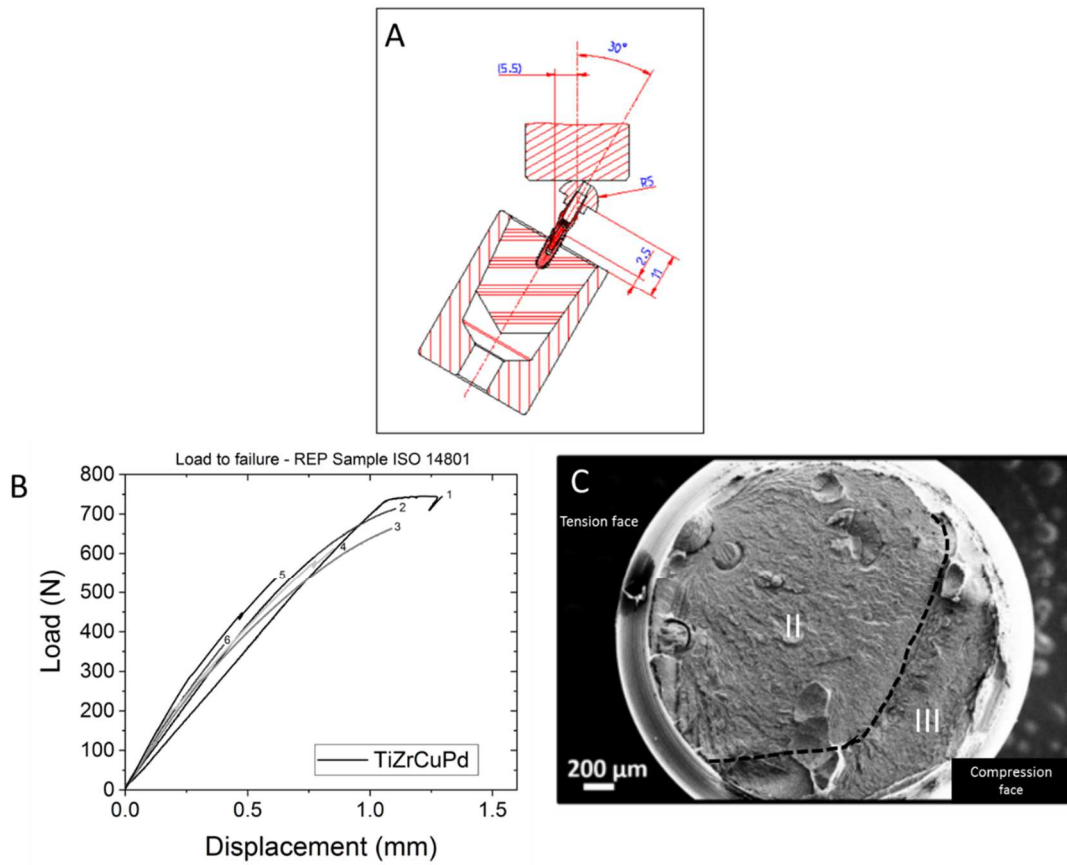 A
30°
(5.5)
R5
2.5
11
B
Load to failure - REP Sample ISO 14801
800
700
600
500
400
300
200
100
0
Load (N)
1
2
3
4
5
6
TiZrCuPd
0.0
0.5
1.0
1.5
Displacement (mm)
C
Tension face
II
III
200 µm
Compression
face